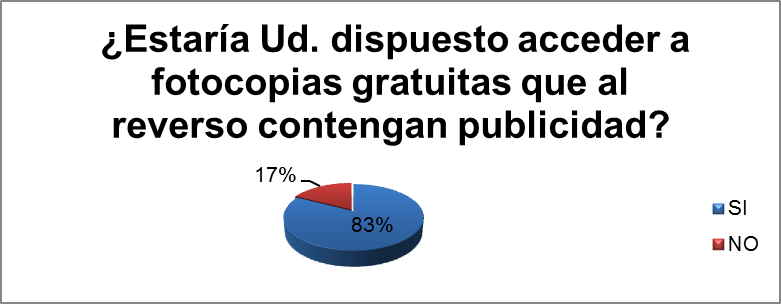 ¿Estaría Ud. dispuesto acceder a
fotocopias gratuitas que al
reverso contengan publicidad?
17%
83%
SI
NO